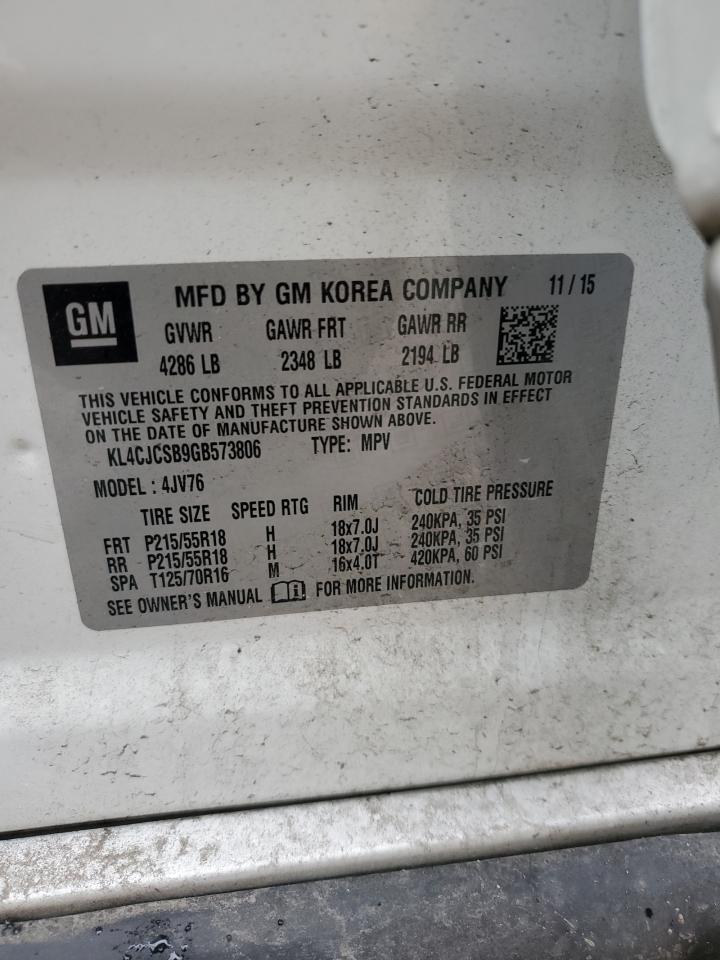 GM
MFD BY GM KOREA COMPANY 11 / 15
GVWR GAWR FRT GAWR RR
4286 LB 2348 LB 2194 LB
THIS VEHICLE CONFORMS TO ALL APPLICABLE U.S. FEDERAL MOTOR
VEHICLE SAFETY AND THEFT PREVENTION STANDARDS IN EFFECT
ON THE DATE OF MANUFACTURE SHOWN ABOVE.
KL4CJCSB9GB573806 TYPE: MPV
MODEL : 4JV76
TIRE SIZE SPEED RTG RIM COLD TIRE PRESSURE
FRT P215/55R18 H 18x7.0J 240KPA, 35 PSI
RR P215/55R18 H 18x7.0J 240KPA, 35 PSI
SPA T125/70R16 M 16x4.0T 420KPA, 60 PSI
SEE OWNER'S MANUAL i FOR MORE INFORMATION.